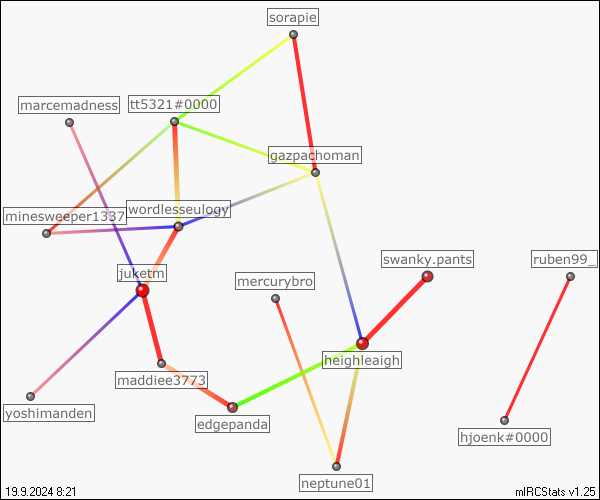 sorapie
marcemadness
tt5321#0000
gazpachoman
minesweeper1337
wordlesseulogy
juketm
mercurybro
swanky.pants
ruben99_
heighleaigh
maddiee3773
yoshimanden
edgepanda
hjoenk#0000
neptune01
19.9.2024 8:21
mIRCStats v1.25